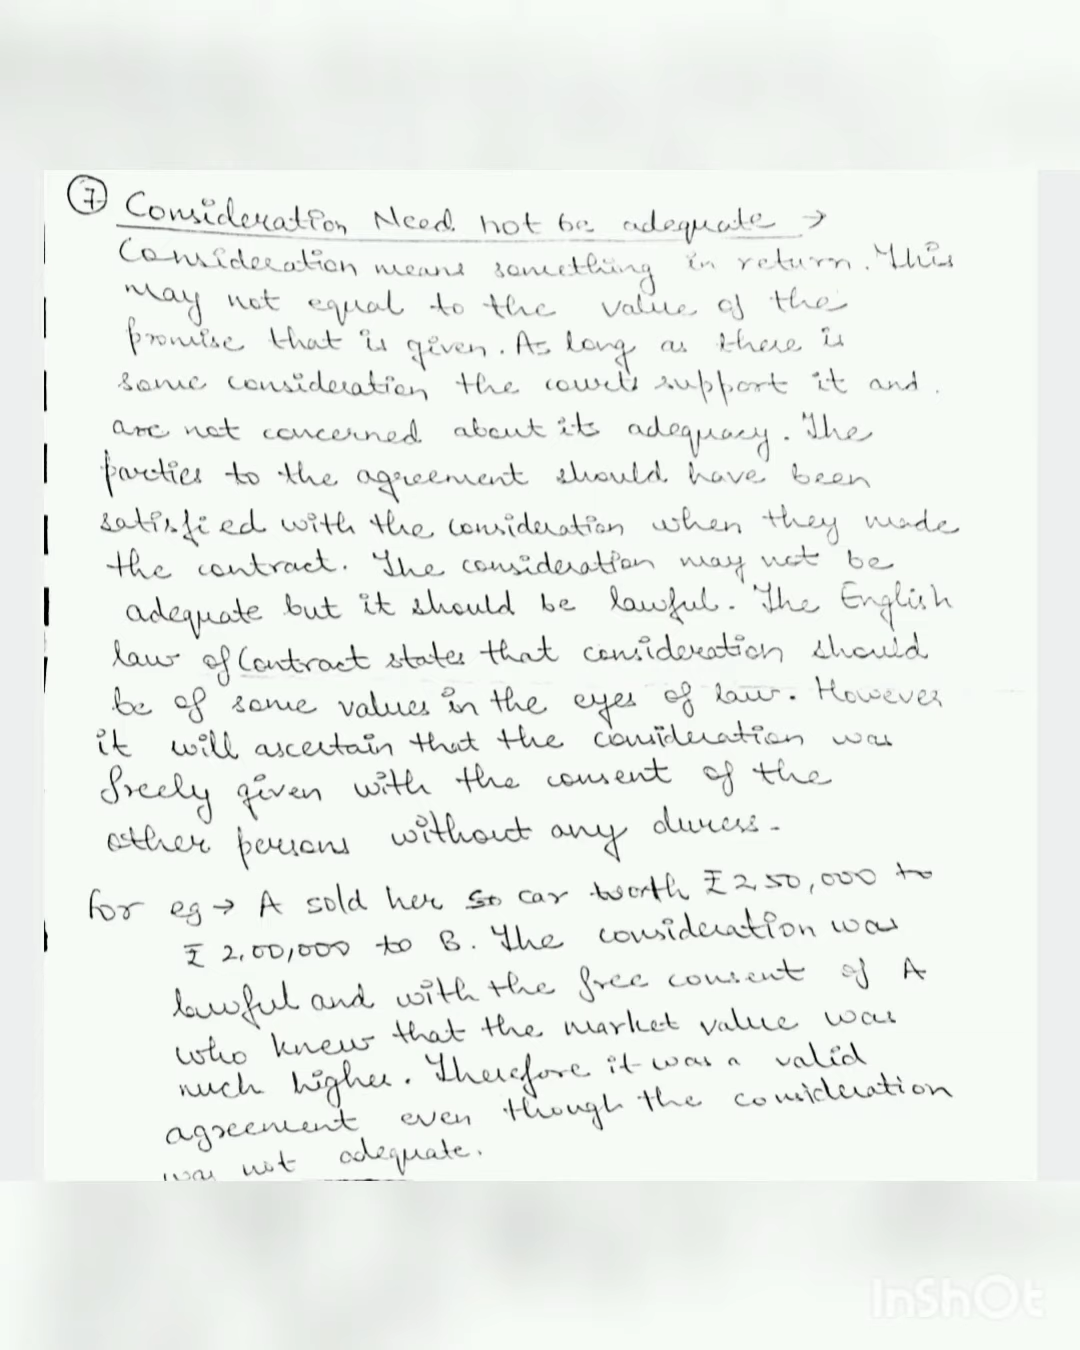 7 Consideration Need not be adequate →
Consideration means something in return. This
may not equal to the value of the
promise that is given. As long as there is
some consideration the courts support it and.
are not concerned about its adequacy. The
parties to the agreement should have been
satisfied with the consideration when they made
the contract. The consideration may not be
adequate but it should be lawful. The English
law of Contract states that consideration should
be of some values in the eyes of law. However
it will ascertain that the consideration was
freely given with the consent of the
other persons without any duress.
for eg → A sold her car worth ₹ 2,50,000 to
₹ 2,00,000 to B. The consideration was
lawful and with the free consent of A
who knew that the market value was
much higher. Therefore it was a valid
agreement even though the consideration
was not adequate.
InShOt